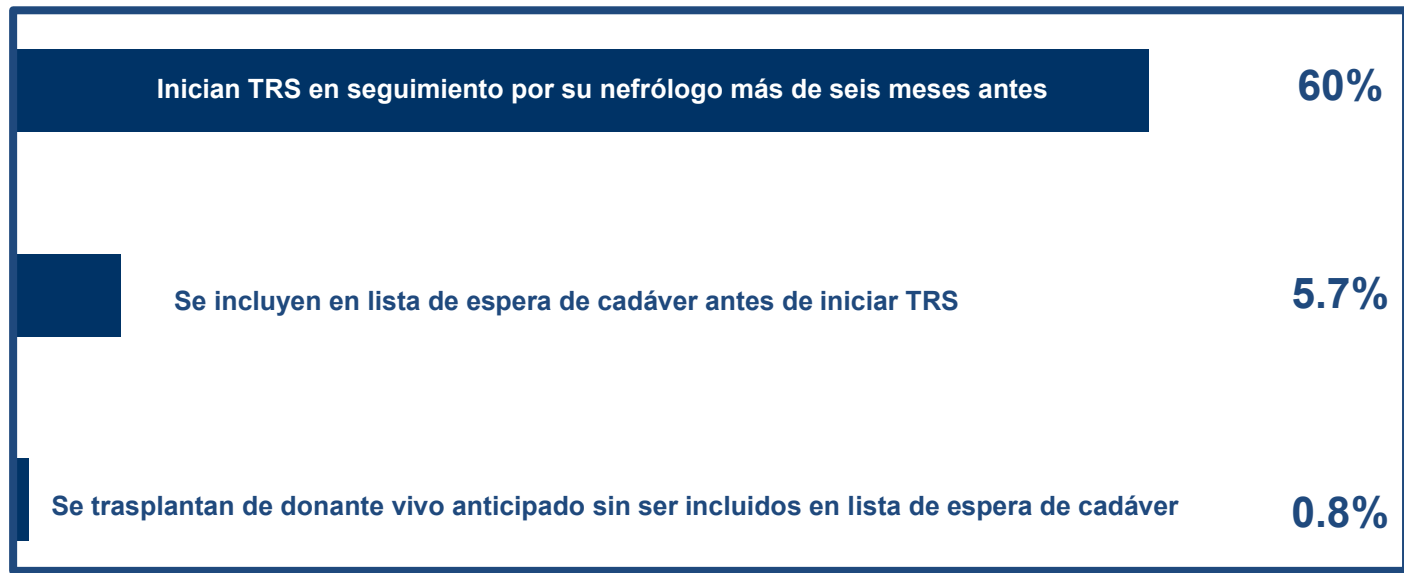 Inician TRS en seguimiento por su nefrólogo más de seis meses antes 60%
Se incluyen en lista de espera de cadáver antes de iniciar TRS 5.7%
Se trasplantan de donante vivo anticipado sin ser incluidos en lista de espera de cadáver 0.8%